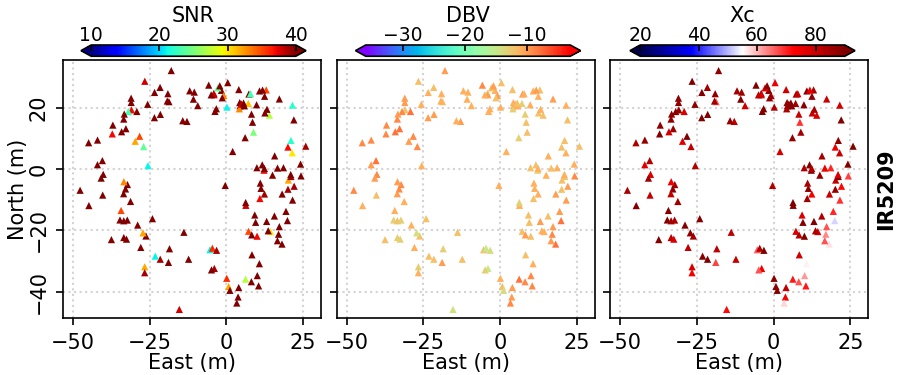 SNR DBV Xc
10 20 30 40 −30 −20 −10 20 40 60 80
20
0
−20
−40
North (m)
IR5209
−50 −25 0 25 −50 −25 0 25 −50 −25 0 25
East (m) East (m) East (m)